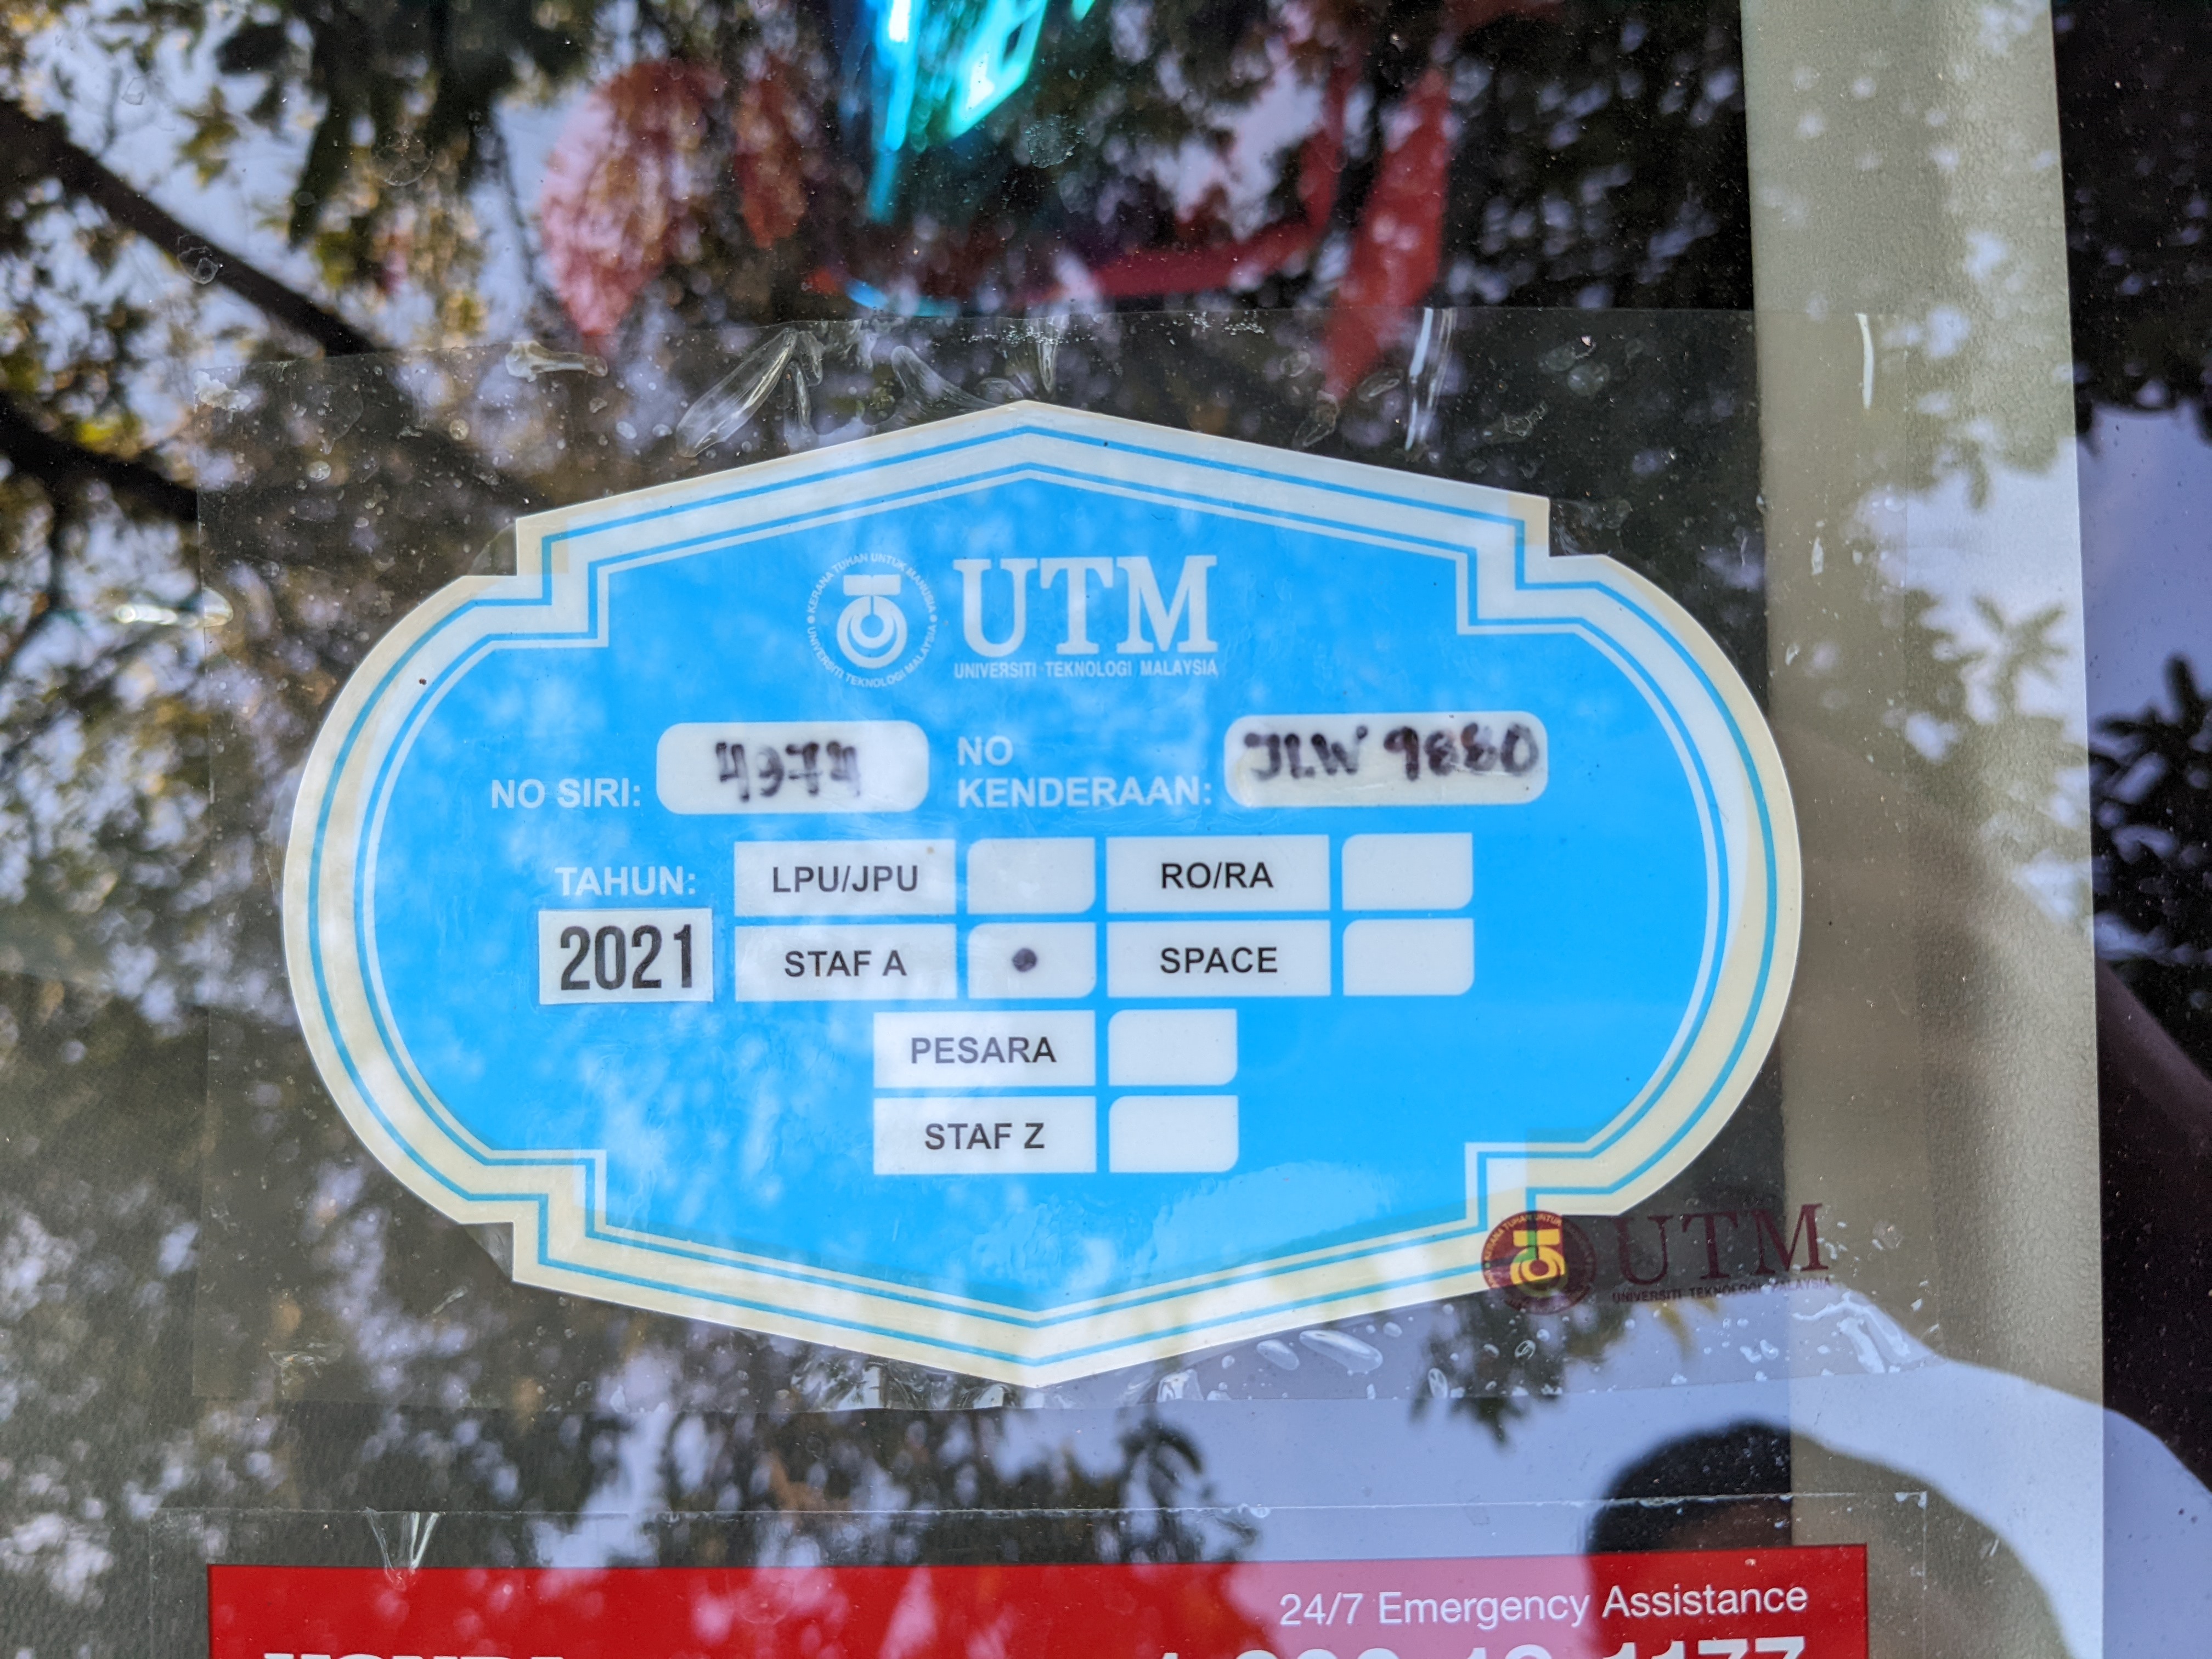 KERANA TUHAN UNTUK MANUSIA
UNIVERSITI TEKNOLOGI MALAYSIA
UTM
UNIVERSITI TEKNOLOGI MALAYSIA
NO SIRI: 4974
NO KENDERAAN: JLW 9880
TAHUN: 2021
LPU/JPU
RO/RA
STAF A
SPACE
PESARA
STAF Z
UTM
UNIVERSITI TEKNOLOGI MALAYSIA
24/7 Emergency Assistance